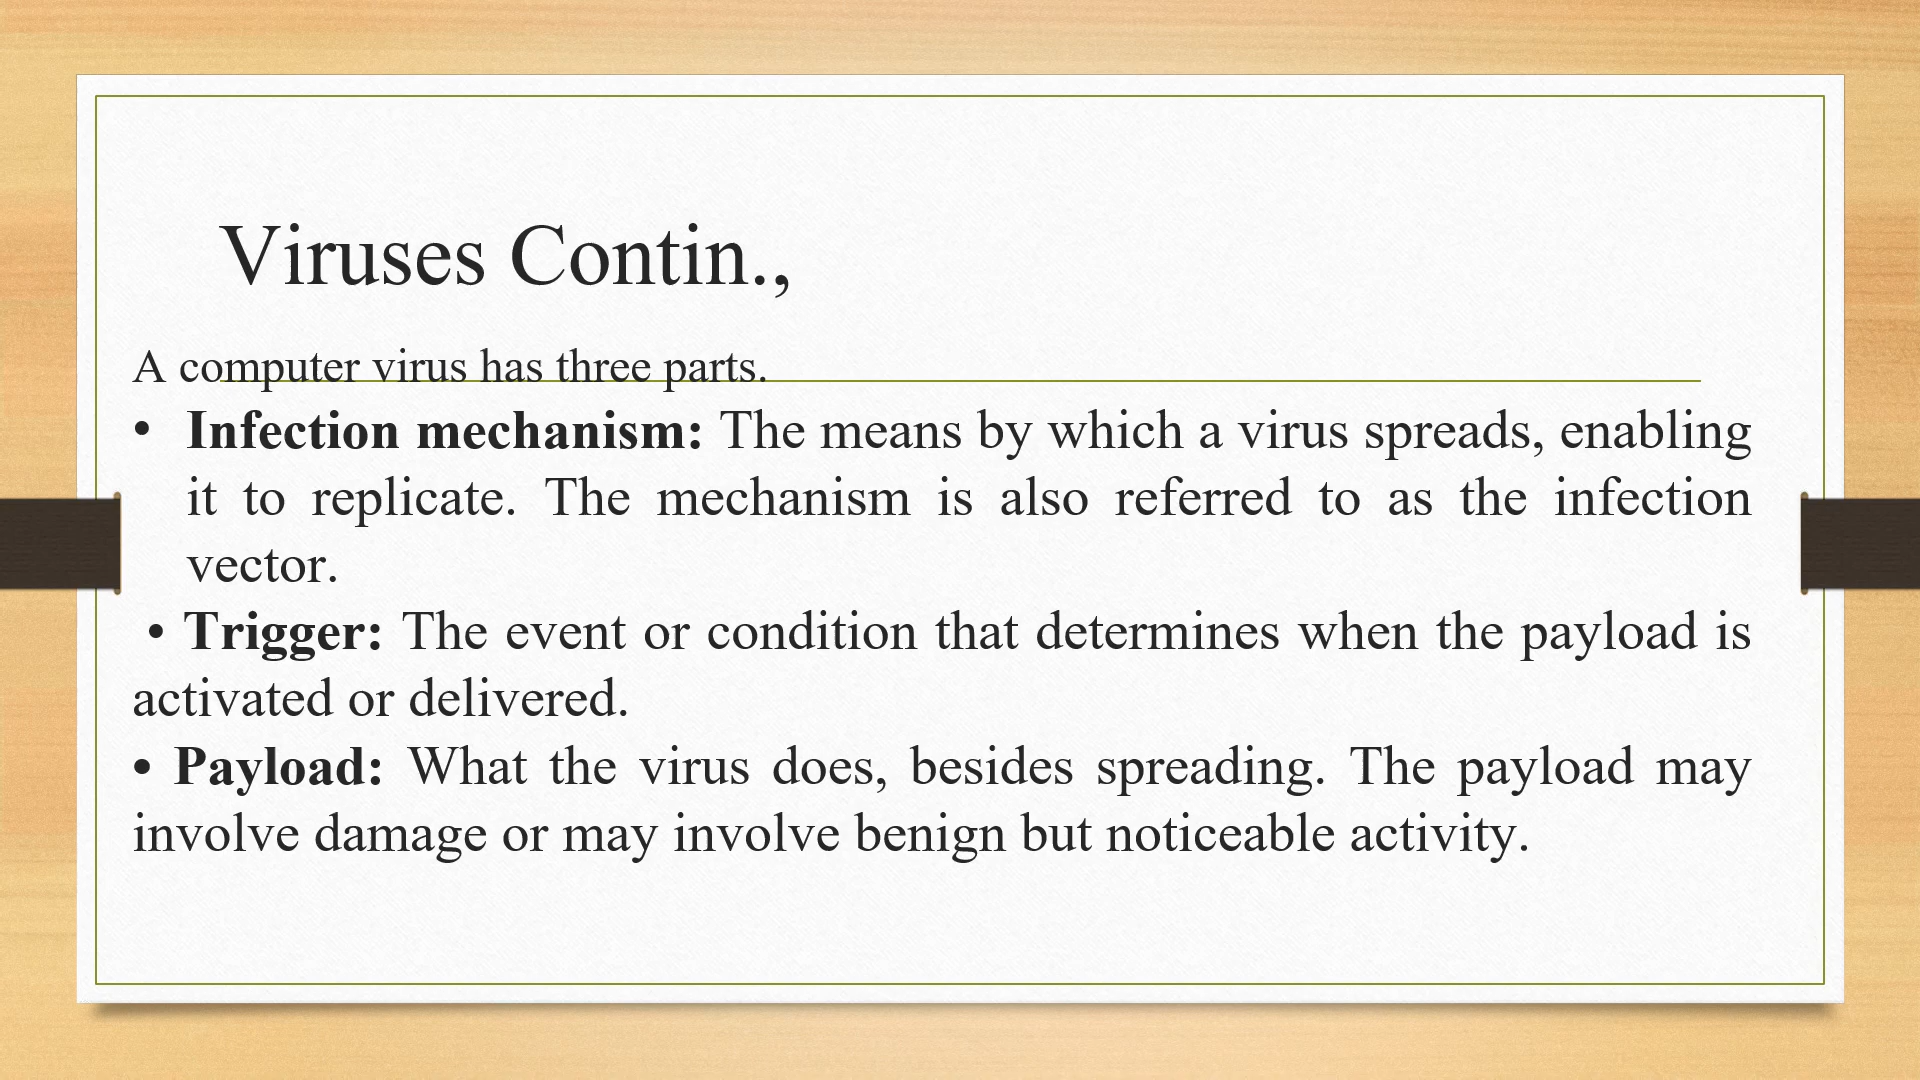 Viruses Contin.,
A computer virus has three parts.
• Infection mechanism: The means by which a virus spreads, enabling
it to replicate. The mechanism is also referred to as the infection
vector.
• Trigger: The event or condition that determines when the payload is
activated or delivered.
• Payload: What the virus does, besides spreading. The payload may
involve damage or may involve benign but noticeable activity.